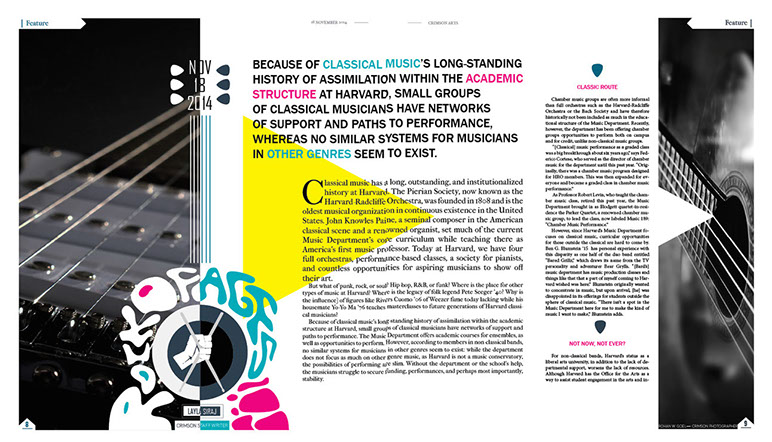 Feature
18 NOVEMBER 2014
CRIMSON ARTS
Feature
NOV
18
2014
BECAUSE OF CLASSICAL MUSIC'S LONG-STANDING
HISTORY OF ASSIMILATION WITHIN THE ACADEMIC
STRUCTURE AT HARVARD, SMALL GROUPS
OF CLASSICAL MUSICIANS HAVE NETWORKS
OF SUPPORT AND PATHS TO PERFORMANCE,
WHEREAS NO SIMILAR SYSTEMS FOR MUSICIANS
IN OTHER GENRES SEEM TO EXIST.
Classical music has a long, outstanding, and institutionalized
history at Harvard. The Pierian Society, now known as the
Harvard-Radcliffe Orchestra, was founded in 1808 and is the
oldest musical organization in continuous existence in the United
States. John Knowles Paine, a seminal composer in the American
classical scene and a renowned organist, set much of the current
Music Department's core curriculum while teaching there as
America's first music professor. Today at Harvard, we have four
full orchestras, performance based classes, a society for pianists,
and countless opportunities for aspiring musicians to show off
their art.
But what of punk, rock, or soul? Hip-hop, R&B, or funk? Where is the place for other
types of music at Harvard? Where is the legacy of folk legend Pete Seeger '40? Why is
the influence] of figures like Rivers Cuomo '06 of Weezer fame today lacking while his
housemate Yo-Yo Ma '76 teaches masterclasses to future generations of Harvard classi-
cal musicians?
Because of classical music's long standing history of assimilation within the academic
structure at Harvard, small groups of classical musicians have networks of support and
paths to performance. The Music Department offers academic courses for ensembles, as
well as opportunities to perform. However, according to members in non-classical bands,
no similar systems for musicians in other genres seem to exist: while the department
does not focus as much on other genre music, as Harvard is not a music conservatory,
the possibilities of performing are slim. Without the department or the school's help,
the musicians struggle to secure funding, performances, and perhaps most importantly,
stability.
CLASSIC ROUTE
Chamber music groups are often more informal
than full orchestras such as the Harvard-Radcliffe
Orchestra or the Bach Society and have therefore
historically not been included as much in the educa-
tional structure of the Music Department. Recently,
however, the department has been offering chamber
groups opportunities to perform both on campus
and for credit, unlike non-classical music groups.
"[Classical] music performance as a graded class
was a big breakthrough about six years ago," says Fede-
rico Cortese, who served as the director of chamber
music for the department until this past year. "Orig-
inally, there was a chamber music program designed
for HRO members. This was then expanded for ev-
eryone and became a graded class in chamber music
performance."
As Professor Robert Levin, who taught the cham-
ber music class, retired this past year, the Music
Department brought in as Blodgett quartet-in-resi-
dence the Parker Quartet, a renowned chamber mu-
sic group, to lead the class, now labeled Music 189:
"Chamber Music Performance."
However, since Harvard's Music Department fo-
cuses on classical music, curricular opportunities
for those outside the classical are hard to come by.
Ben G. Blumstein '15 has personal experience with
this disparity as one half of the duo band entitled
"Bared Grills," which draws its name from the TV
personality and adventurer Bear Grylls. "[Berd's]
music department has music production classes and
things like that that a part of myself coming to Har-
vard wished was here." Blumstein originally wanted
to concentrate in music, but upon arrival, [he] was
disappointed in its offerings for students outside the
sphere of classical music. "There isn't a spot in the
Music Department here for me to make the kind of
music I want to make," Blumstein adds.
NOT NOW, NOT EVER?
For non-classical bands, Harvard's status as a
liberal arts university, in addition to the lack of de-
partmental support, worsens the lack of resources.
Although Harvard has the Office for the Arts as a
way to assist student engagement in the arts and in-
ROCK OF AGES
LAYLA SIRAJ
CRIMSON STAFF WRITER
8
ROHAN W. GOEL— CRIMSON PHOTOGRAPHER
9